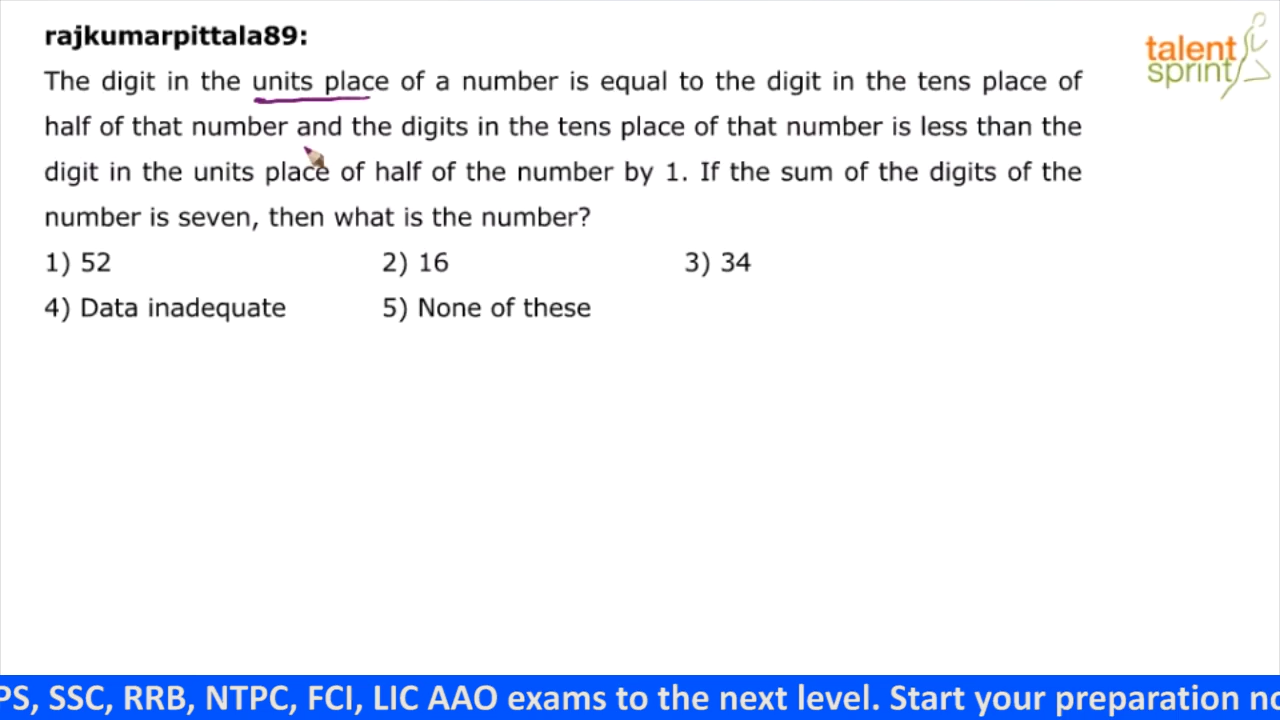 rajkumarpittala89:
The digit in the units place of a number is equal to the digit in the tens place of
half of that number and the digits in the tens place of that number is less than the
digit in the units place of half of the number by 1. If the sum of the digits of the
number is seven, then what is the number?
1) 52 2) 16 3) 34
4) Data inadequate 5) None of these
talent
sprint
PS, SSC, RRB, NTPC, FCI, LIC AAO exams to the next level. Start your preparation no